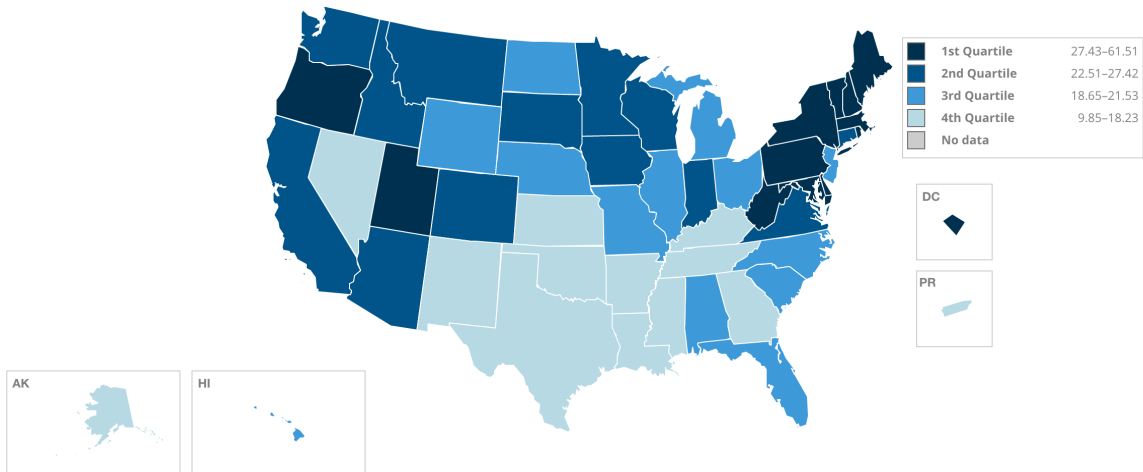 1st Quartile 27.43–61.51
2nd Quartile 22.51–27.42
3rd Quartile 18.65–21.53
4th Quartile 9.85–18.23
No data
DC
PR
AK
HI